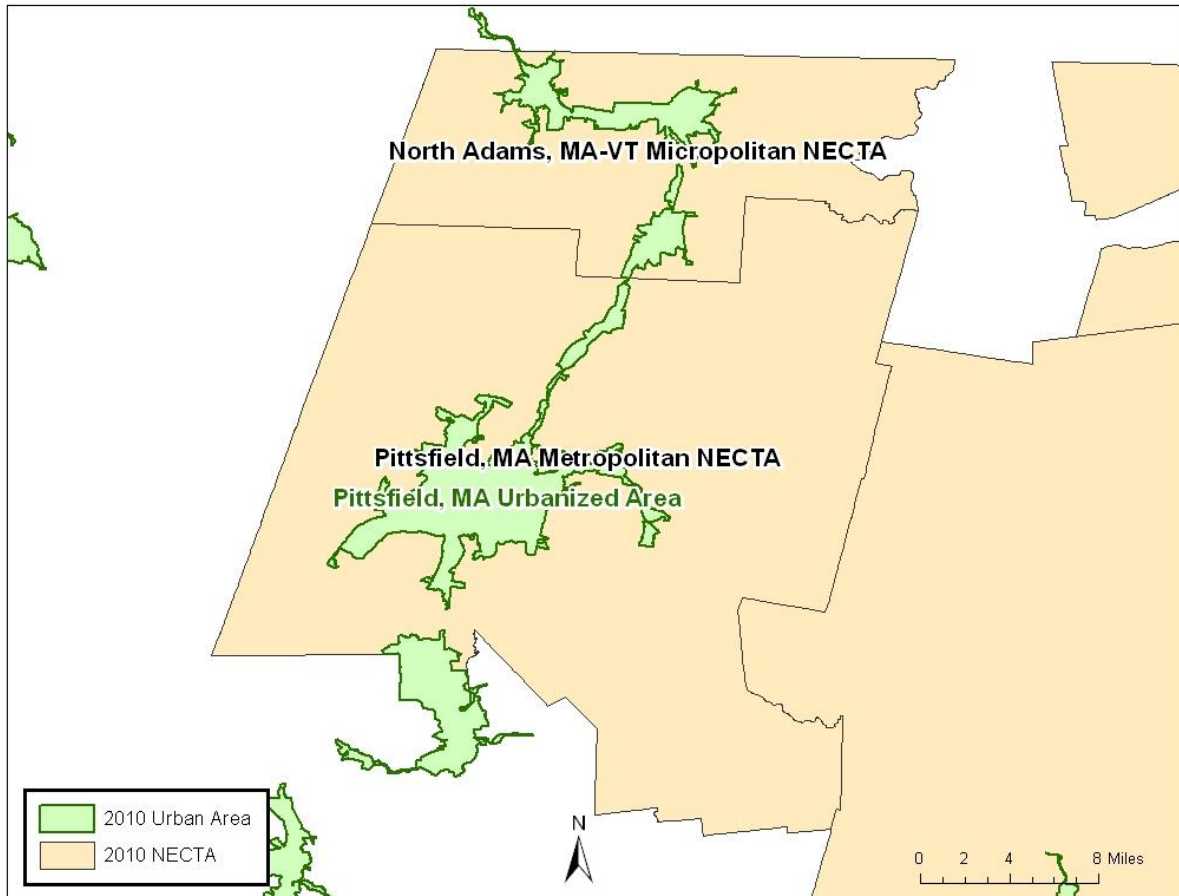 North Adams, MA-VT Micropolitan NECTA
Pittsfield, MA Metropolitan NECTA
Pittsfield, MA Urbanized Area
2010 Urban Area
2010 NECTA
N
0 2 4 8 Miles